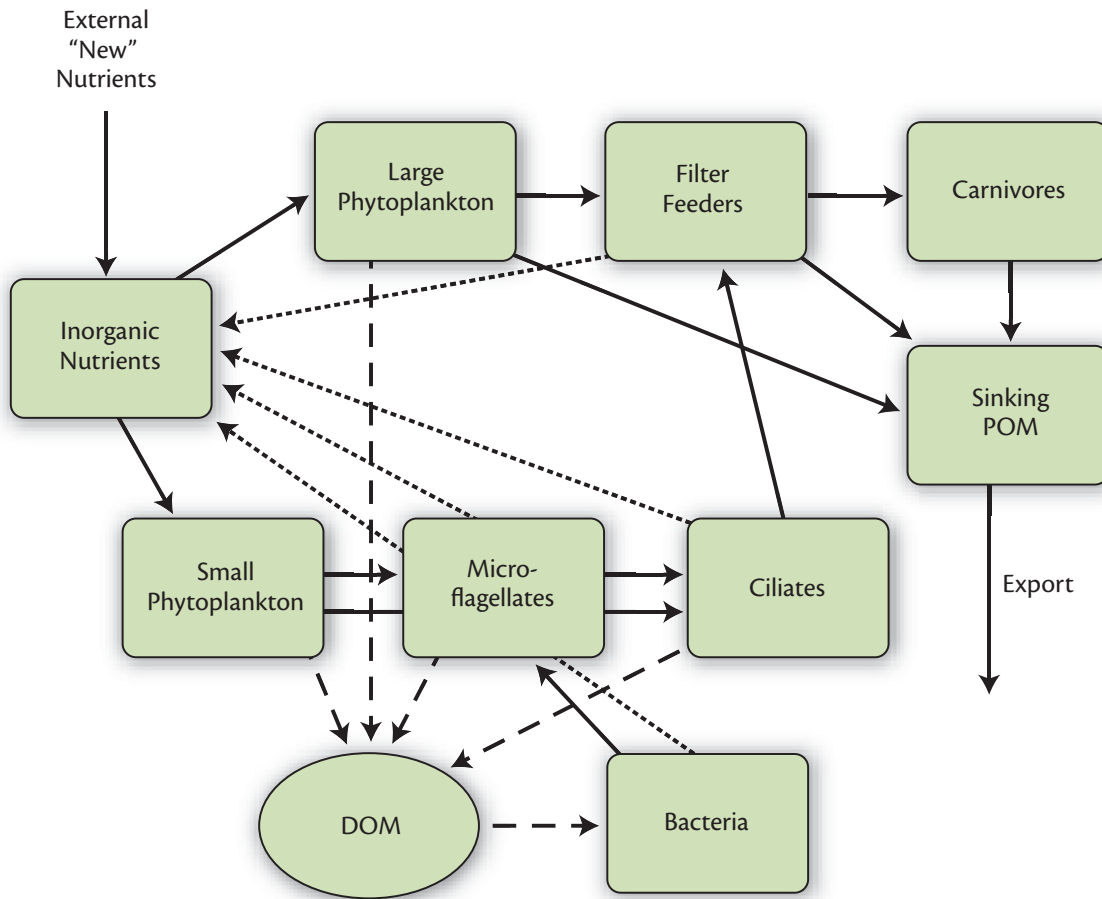 External
“New”
Nutrients
Large
Phytoplankton
Filter
Feeders
Carnivores
Inorganic
Nutrients
Sinking
POM
Small
Phytoplankton
Micro-
flagellates
Ciliates
Export
DOM
Bacteria